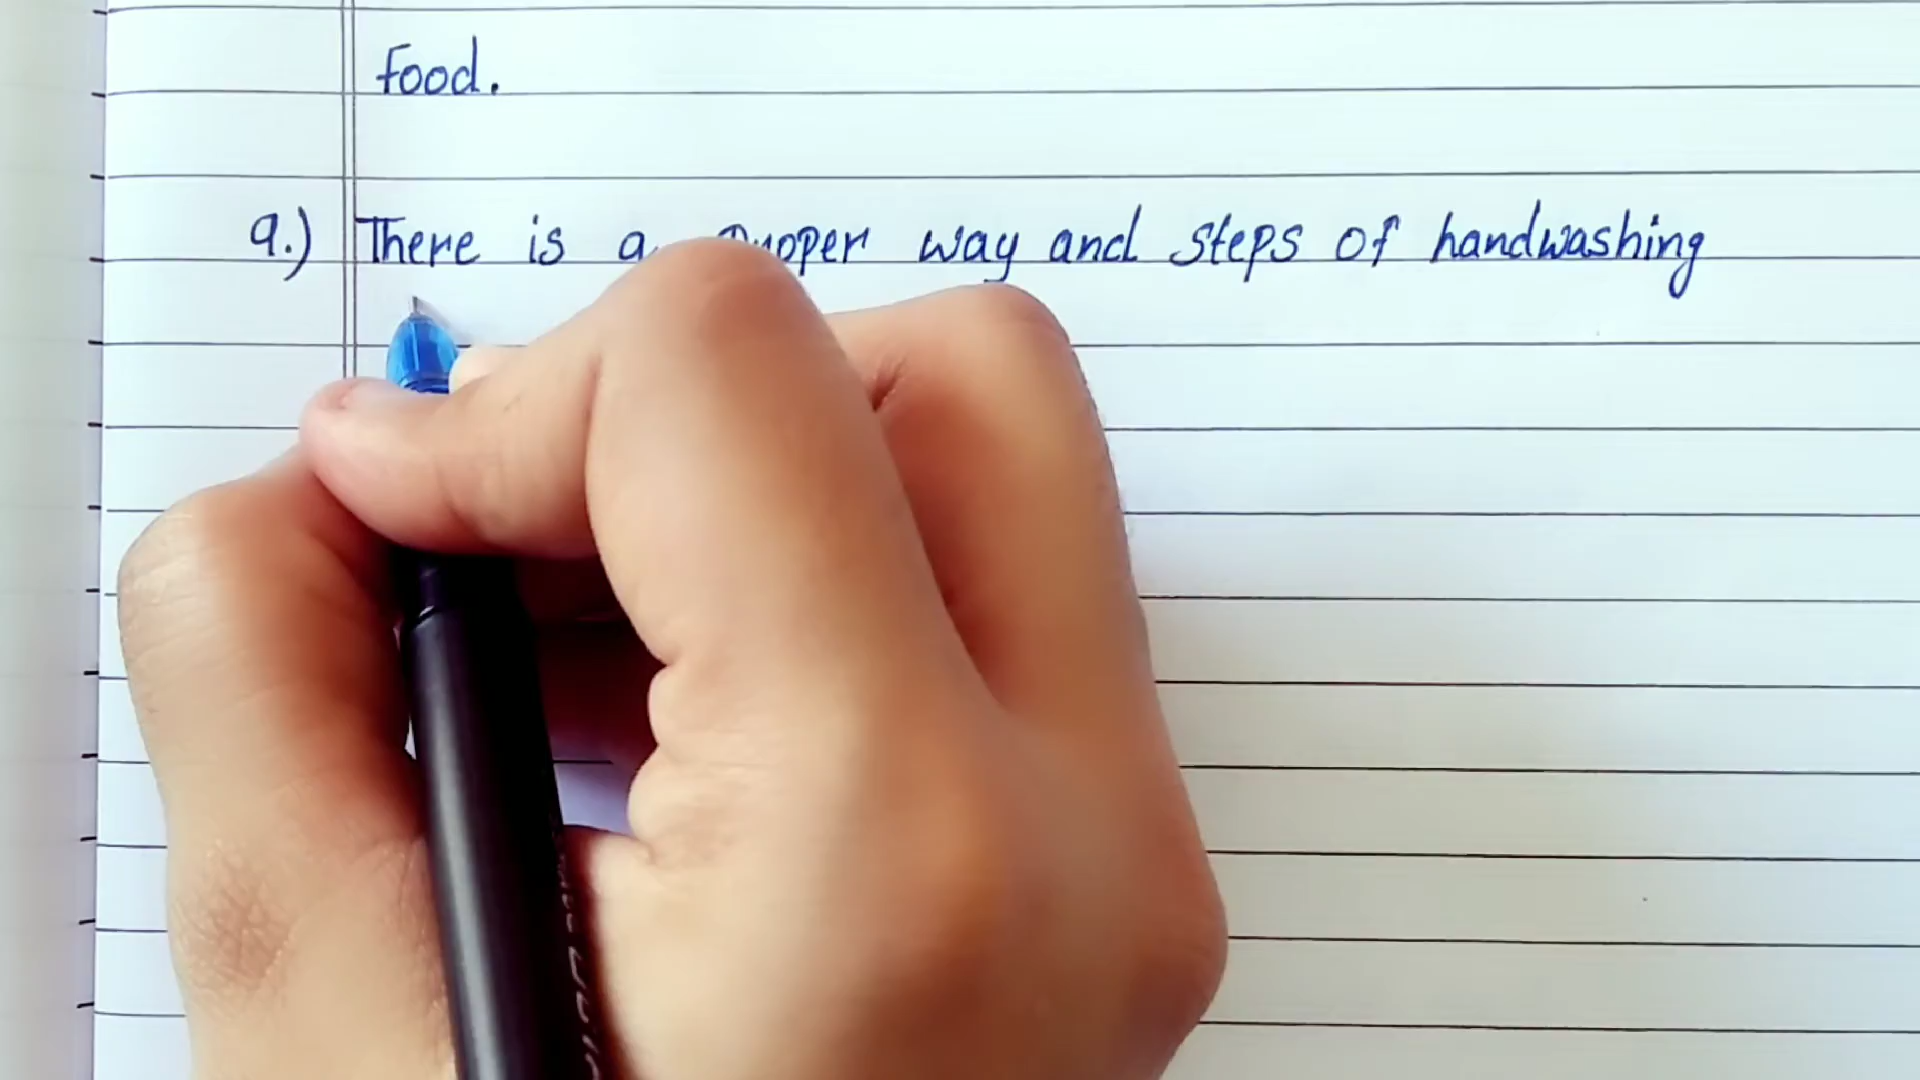 food.
9.) There is a proper way and steps of handwashing